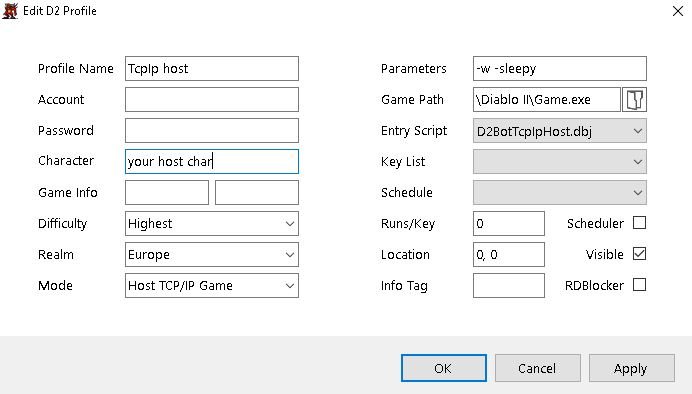 Edit D2 Profile
Profile Name TcpIp host Parameters -w -sleepy
Account Game Path \Diablo II\Game.exe
Password Entry Script D2BotTcpIpHost.dbj
Character your host char Key List
Game Info Schedule
Difficulty Highest Runs/Key 0 Scheduler
Realm Europe Location 0, 0 Visible
Mode Host TCP/IP Game Info Tag RDBlocker
OK Cancel Apply